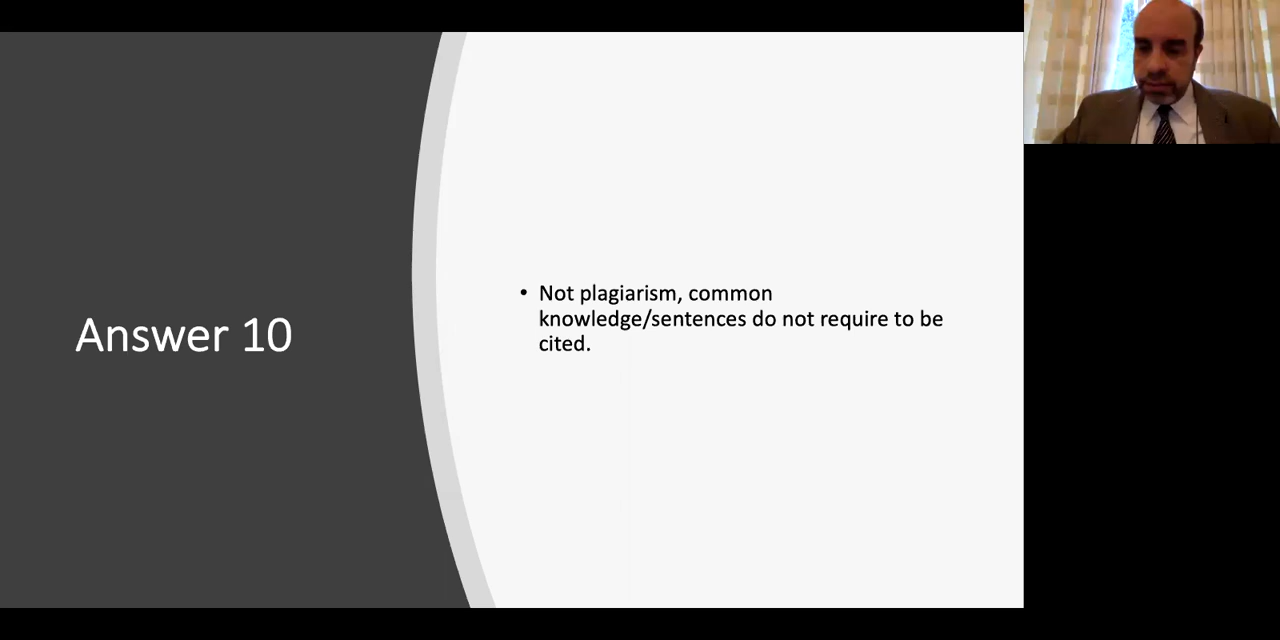 Answer 10
• Not plagiarism, common
knowledge/sentences do not require to be
cited.